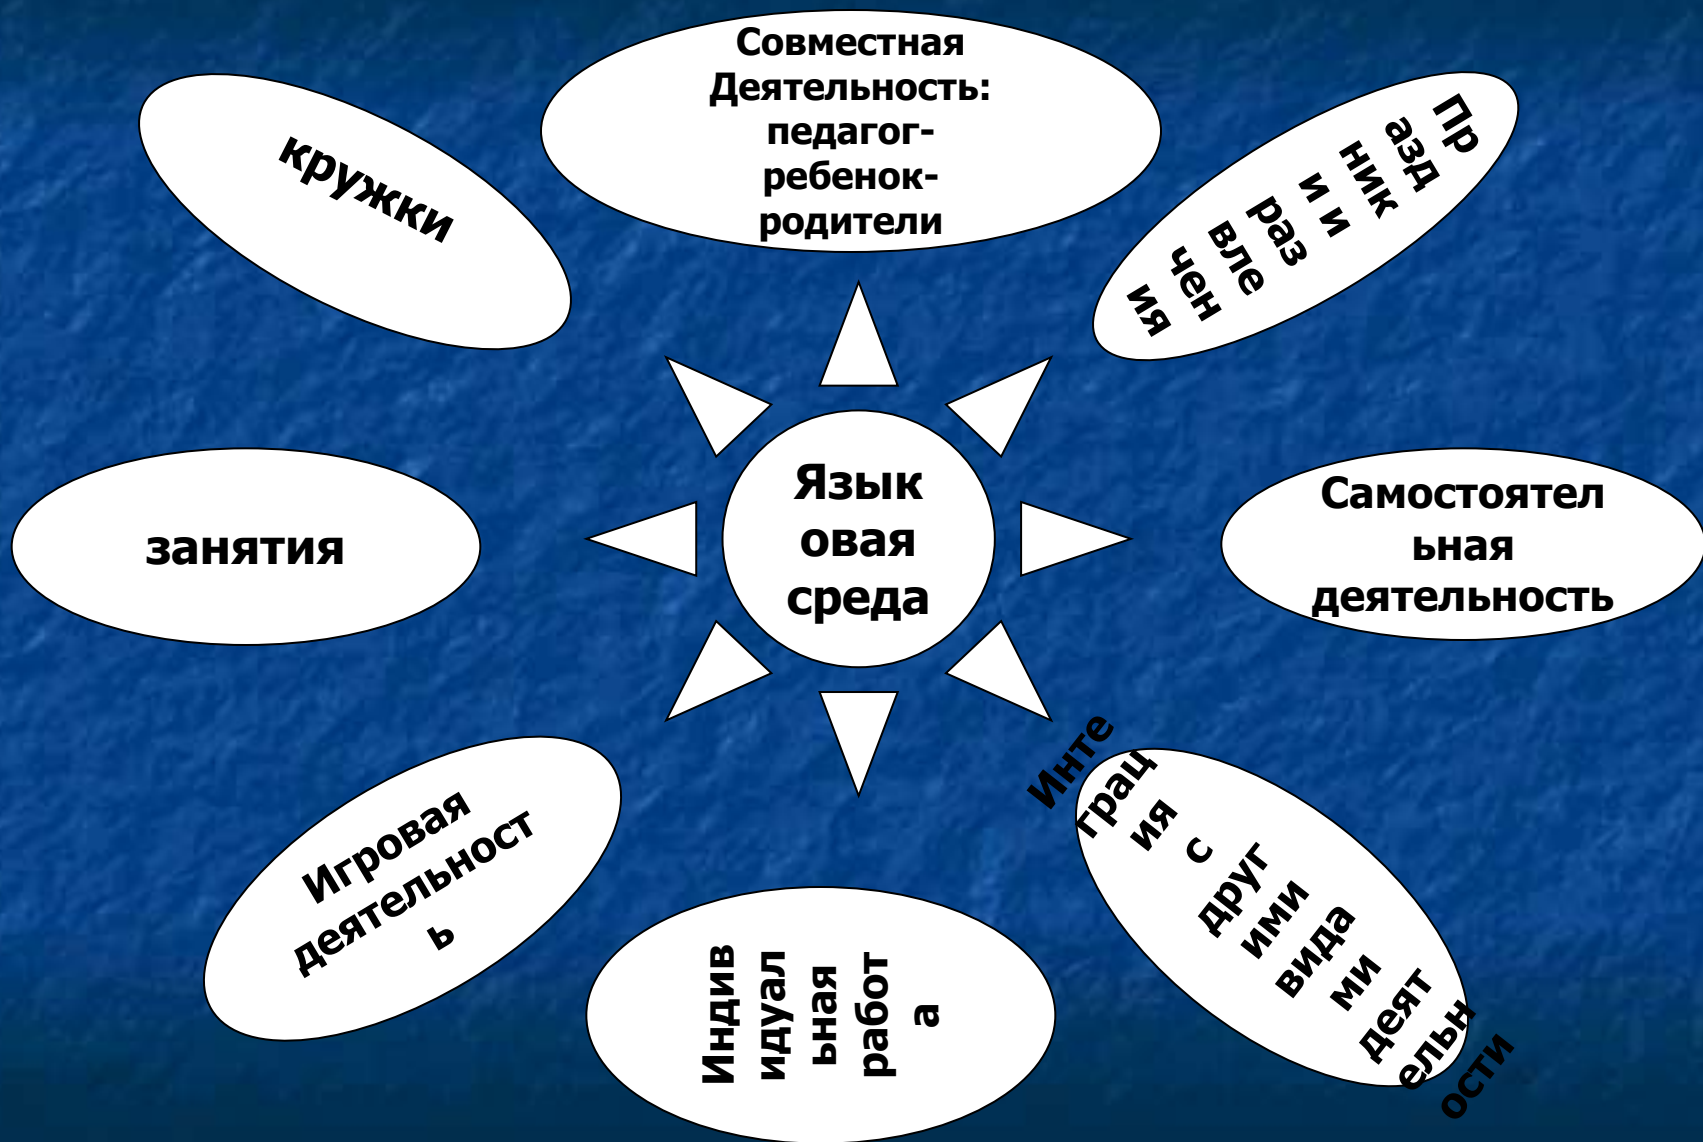 Совместная
Деятельность:
педагог-
ребенок-
родители
кружки
Пр
азд
ник
и и
раз
вле
чен
ия
занятия
Язык
овая
среда
Самостоятел
ьная
деятельность
Игровая
деятельност
ь
Индив
идуал
ьная
работ
а
Инте
грац
ия
с
друг
ими
вида
ми
деят
ельн
ости